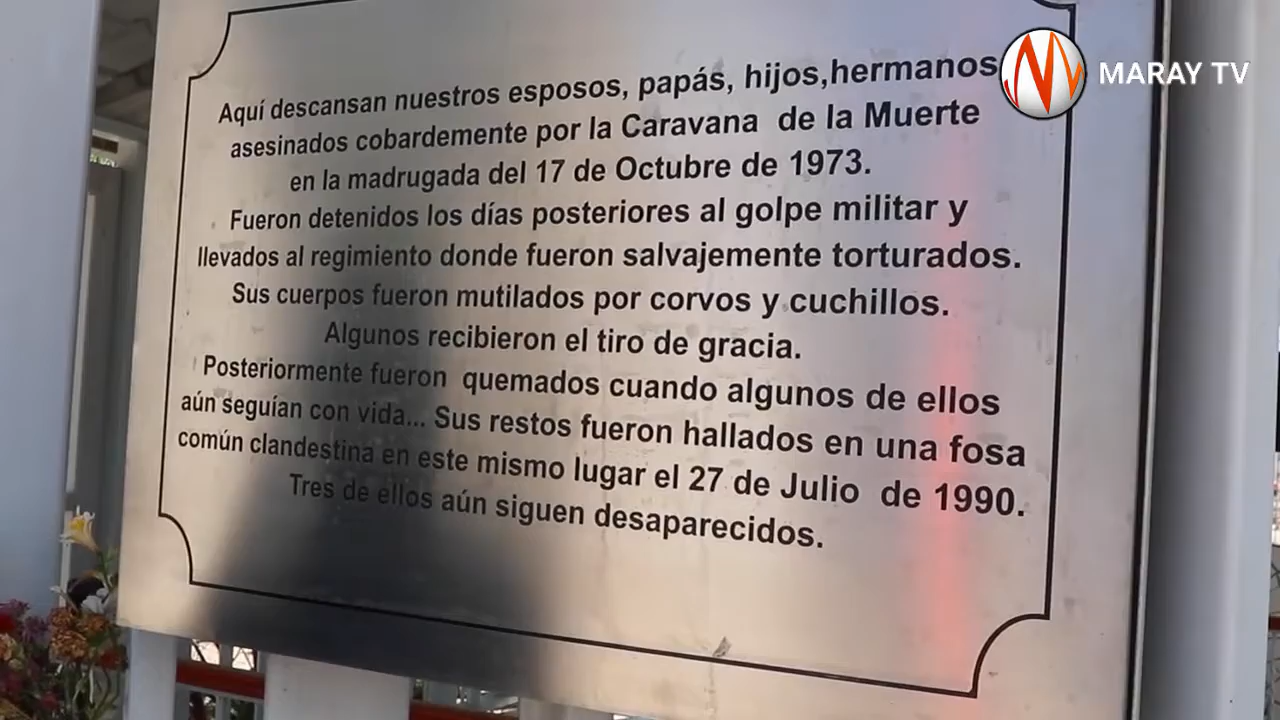 MARAY TV
Aquí descansan nuestros esposos, papás, hijos,hermanos
asesinados cobardemente por la Caravana de la Muerte
en la madrugada del 17 de Octubre de 1973.
Fueron detenidos los días posteriores al golpe militar y
llevados al regimiento donde fueron salvajemente torturados.
Sus cuerpos fueron mutilados por corvos y cuchillos.
Algunos recibieron el tiro de gracia.
Posteriormente fueron quemados cuando algunos de ellos
aún seguían con vida... Sus restos fueron hallados en una fosa
común clandestina en este mismo lugar el 27 de Julio de 1990.
Tres de ellos aún siguen desaparecidos.